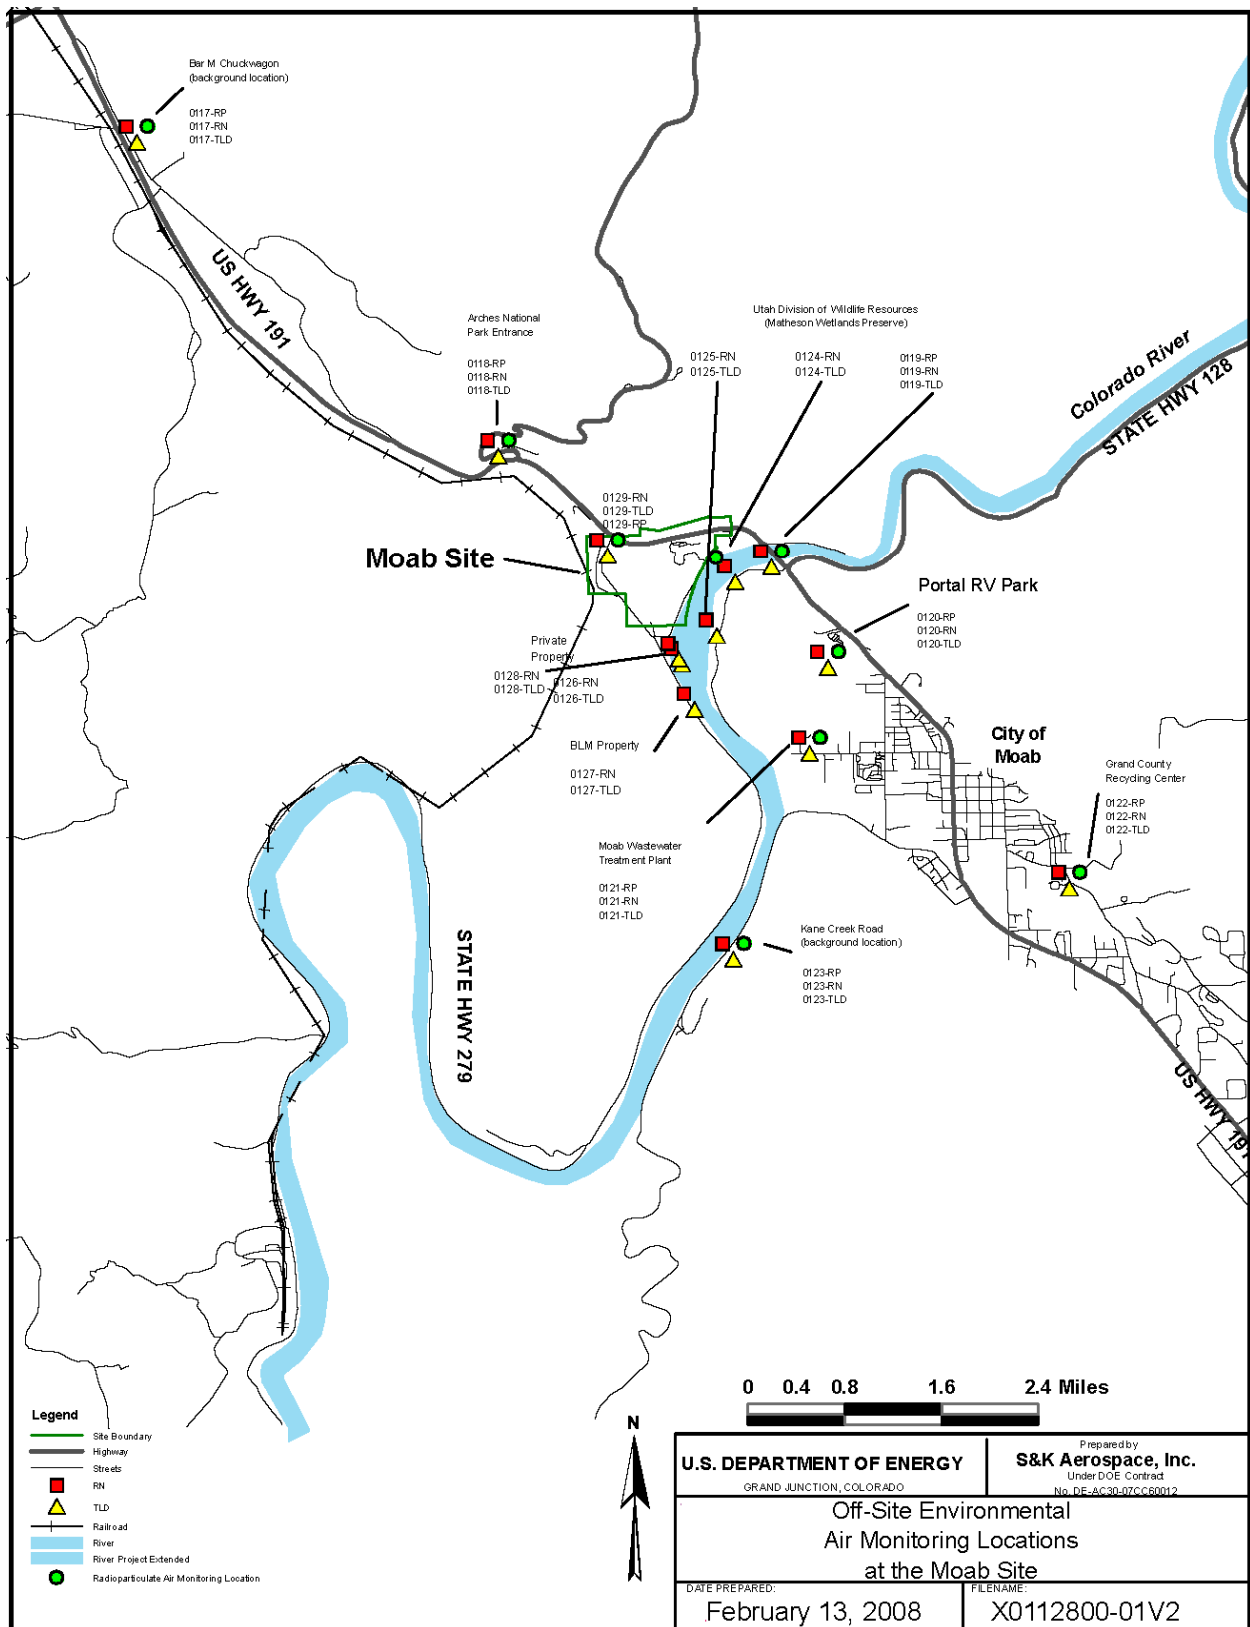 Bar M Chuckwagon
(background location)
0117-RP
0117-RN
0117-TLD
US HWY 191
Arches National
Park Entrance
0118-RP
0118-RN
0118-TLD
Utah Division of Wildlife Resources
(Matheson Wetlands Preserve)
0125-RN
0125-TLD
0124-RN
0124-TLD
0119-RP
0119-RN
0119-TLD
Colorado River
STATE HWY 128
0129-RN
0129-TLD
0129-RP
Moab Site
Portal RV Park
0120-RP
0120-RN
0120-TLD
Private
Property
0128-RN
0128-TLD
0126-RN
0126-TLD
BLM Property
0127-RN
0127-TLD
City of
Moab
Grand County
Recycling Center
0122-RP
0122-RN
0122-TLD
Moab Wastewater
Treatment Plant
0121-RP
0121-RN
0121-TLD
Kane Creek Road
(background location)
0123-RP
0123-RN
0123-TLD
STATE HWY 279
US HWY 191
0 0.4 0.8 1.6 2.4 Miles
Legend
Site Boundary
Highway
Streets
RN
TLD
Railroad
River
River Project Extended
Radioparticulate Air Monitoring Location
N
U.S. DEPARTMENT OF ENERGY
GRAND JUNCTION, COLORADO
Prepared by
S&K Aerospace, Inc.
Under DOE Contract
No. DE-AC30-07CC60012
Off-Site Environmental
Air Monitoring Locations
at the Moab Site
DATE PREPARED:
February 13, 2008
FILENAME:
X0112800-01V2